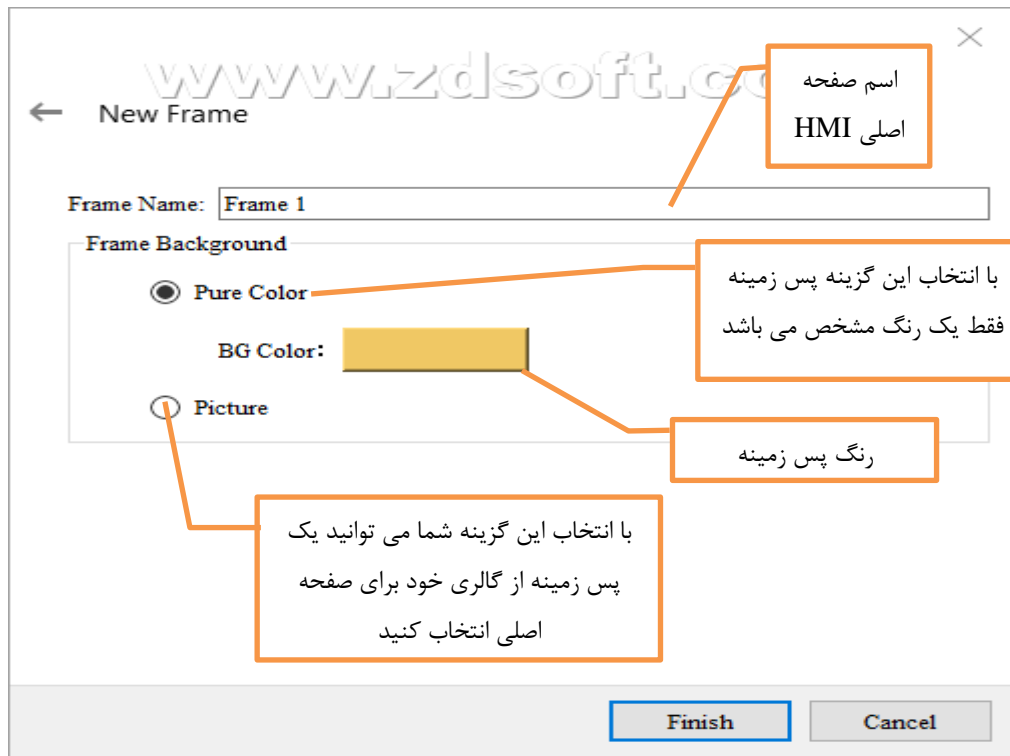 www.zdsoft.co
اسم صفحه
اصلی HMI
← New Frame
Frame Name: Frame 1
Frame Background
Pure Color
با انتخاب این گزینه پس زمینه
فقط یک رنگ مشخص می باشد
BG Color:
Picture
رنگ پس زمینه
با انتخاب این گزینه شما می توانید یک
پس زمینه از گالری خود برای صفحه
اصلی انتخاب کنید
Finish Cancel